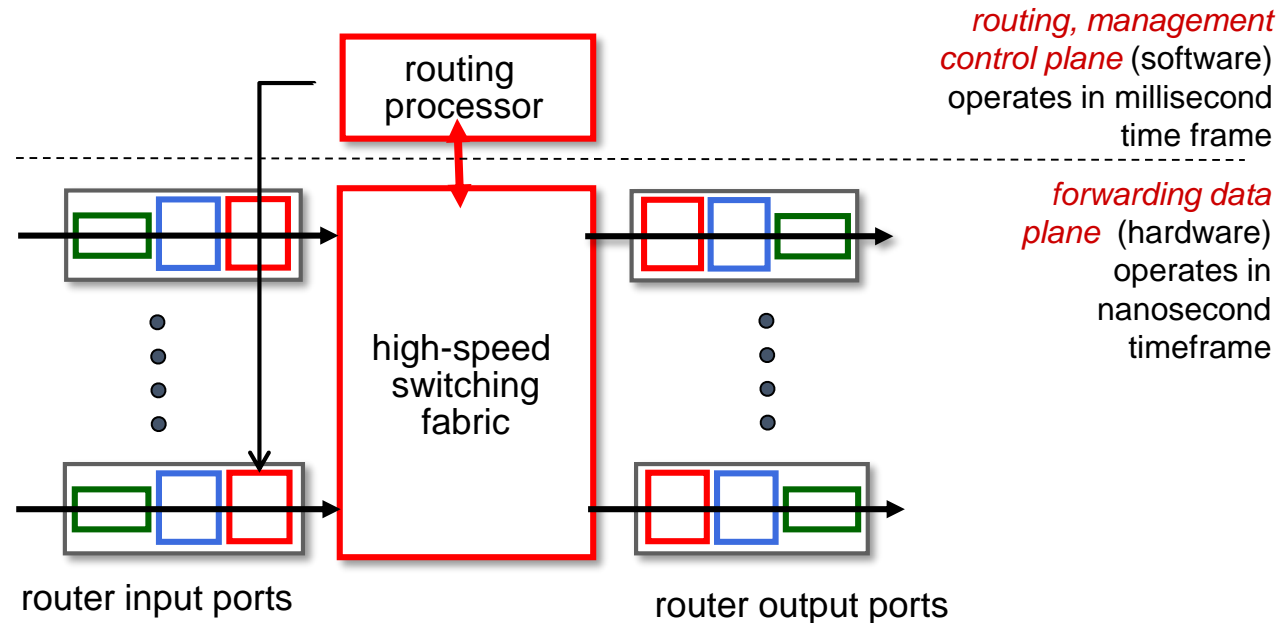 routing
processor
routing, management
control plane (software)
operates in millisecond
time frame
forwarding data
plane (hardware)
operates in
nanosecond
timeframe
high-speed
switching
fabric
router input ports
router output ports